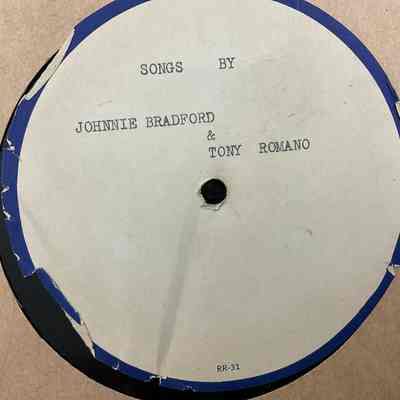 SONGS BY
JOHNNIE BRADFORD
&
TONY ROMANO
RR-31